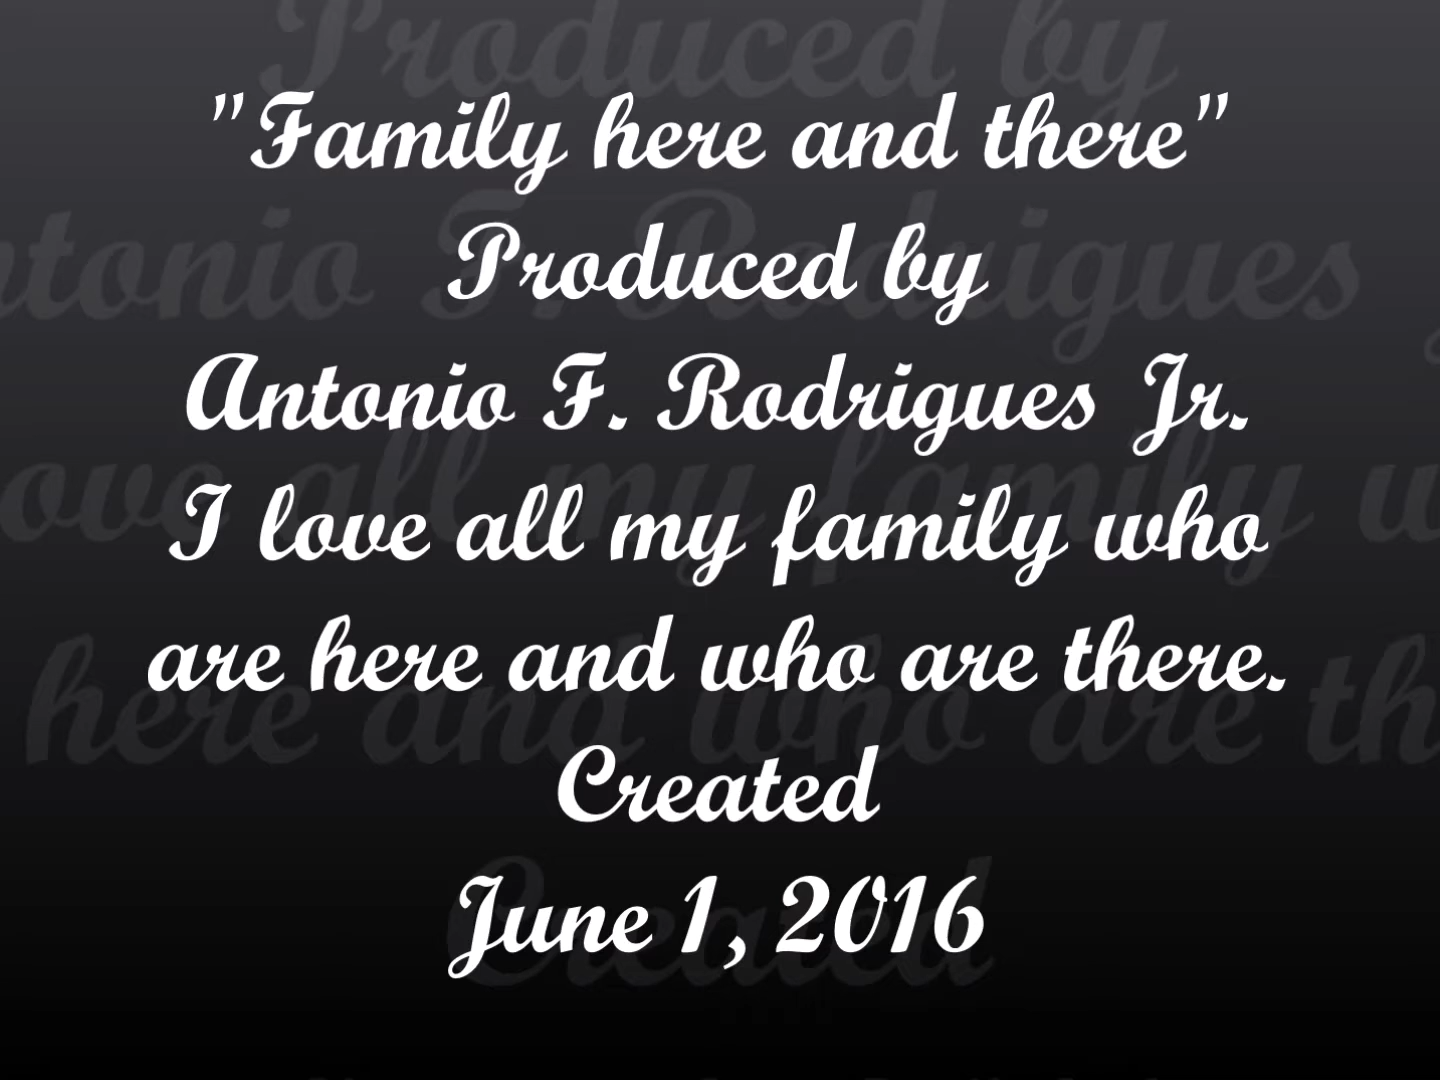 "Family here and there"
Produced by
Antonio F. Rodrigues Jr.
I love all my family who
are here and who are there.
Created
June 1, 2016